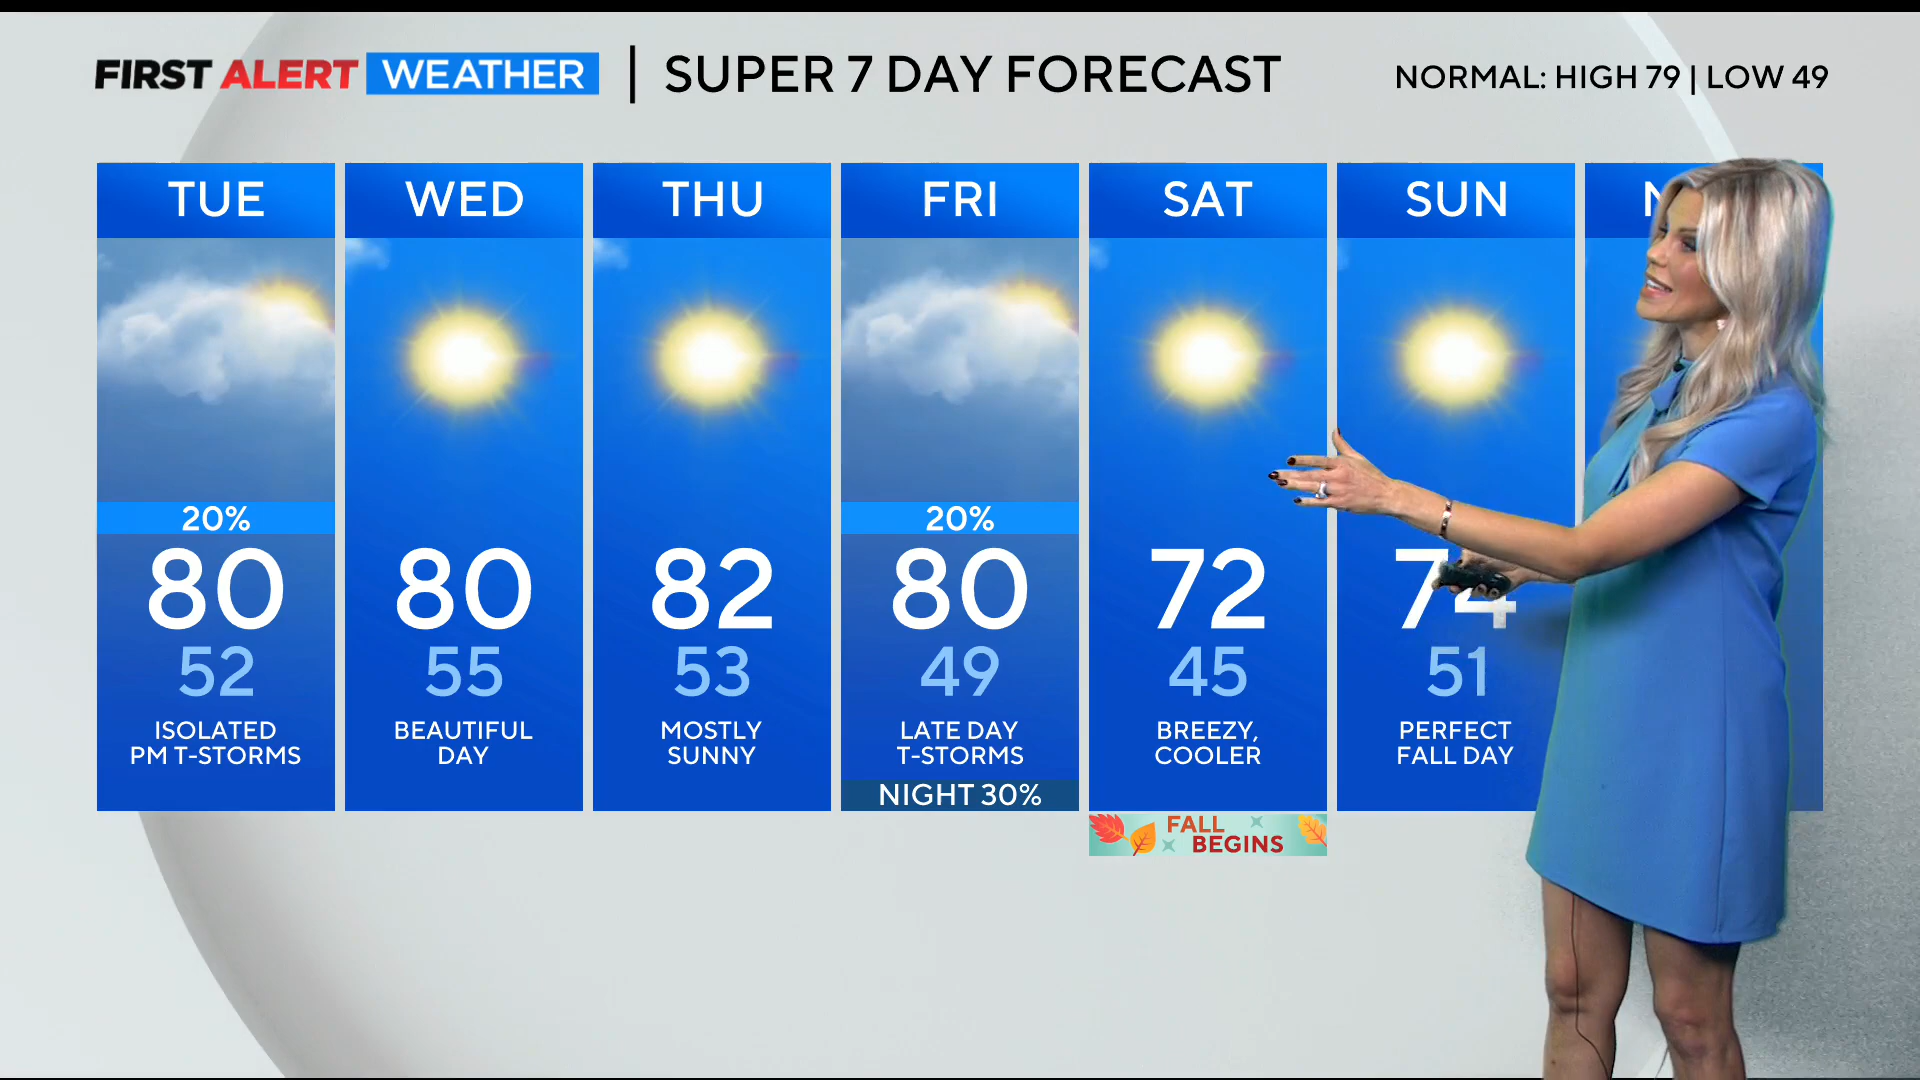 FIRST ALERT WEATHER | SUPER 7 DAY FORECAST
NORMAL: HIGH 79 | LOW 49
TUE
20%
80
52
ISOLATED
PM T-STORMS
WED
80
55
BEAUTIFUL
DAY
THU
82
53
MOSTLY
SUNNY
FRI
20%
80
49
LATE DAY
T-STORMS
NIGHT 30%
SAT
72
45
BREEZY,
COOLER
FALL
BEGINS
SUN
74
51
PERFECT
FALL DAY